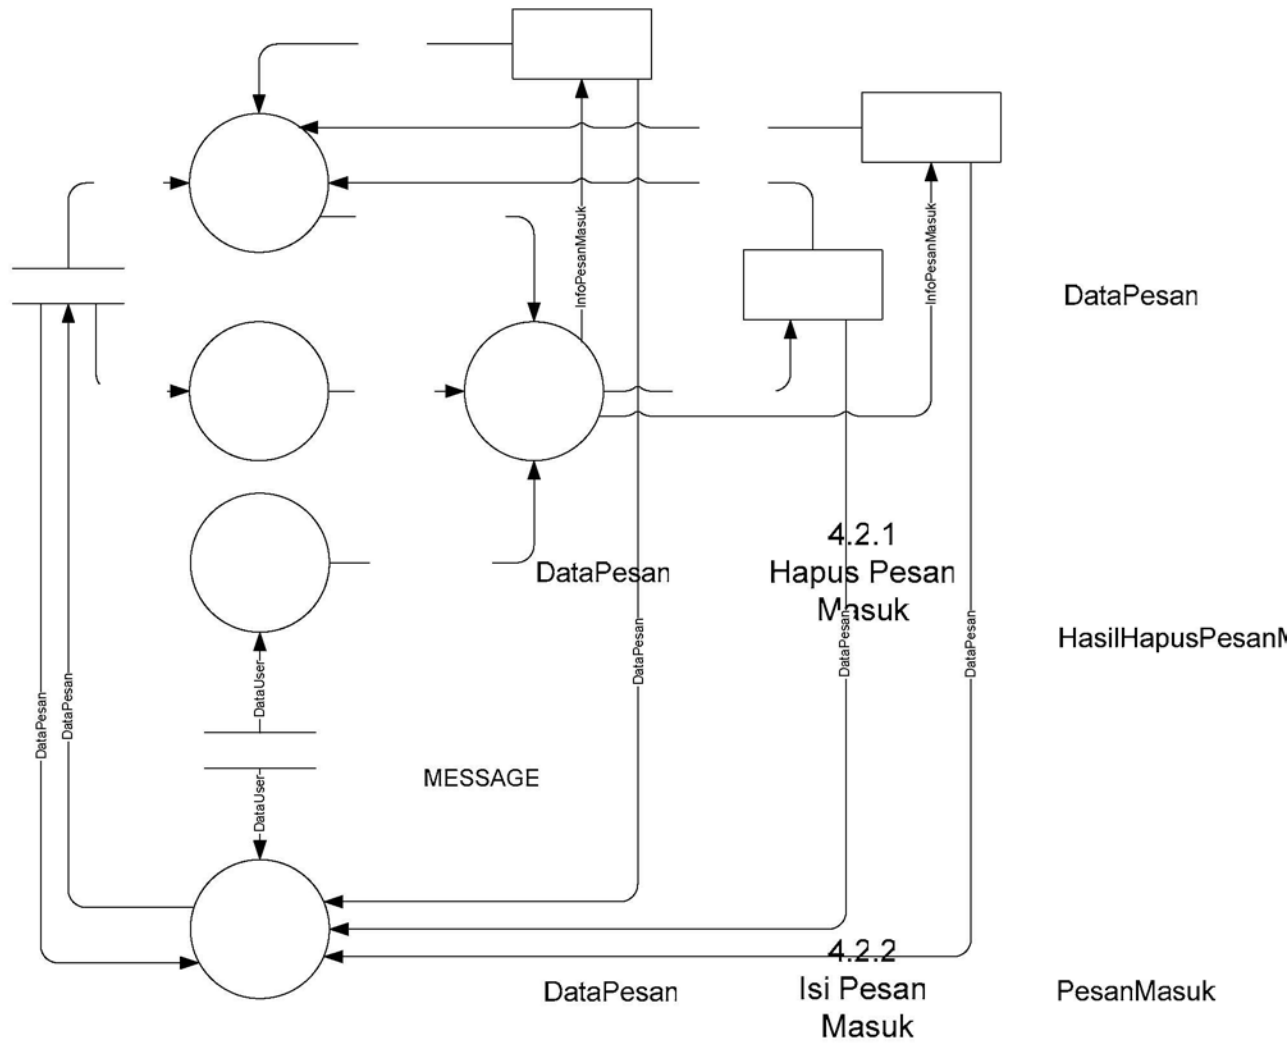 InfoPesanMasuk
InfoPesanMasuk
DataPesan
4.2.1
Hapus Pesan
Masuk
DataPesan
HasilHapusPesanM
DataPesan
DataPesan
DataPesan
DataUser
DataPesan
DataPesan
MESSAGE
DataUser
4.2.2
Isi Pesan
Masuk
DataPesan
PesanMasuk